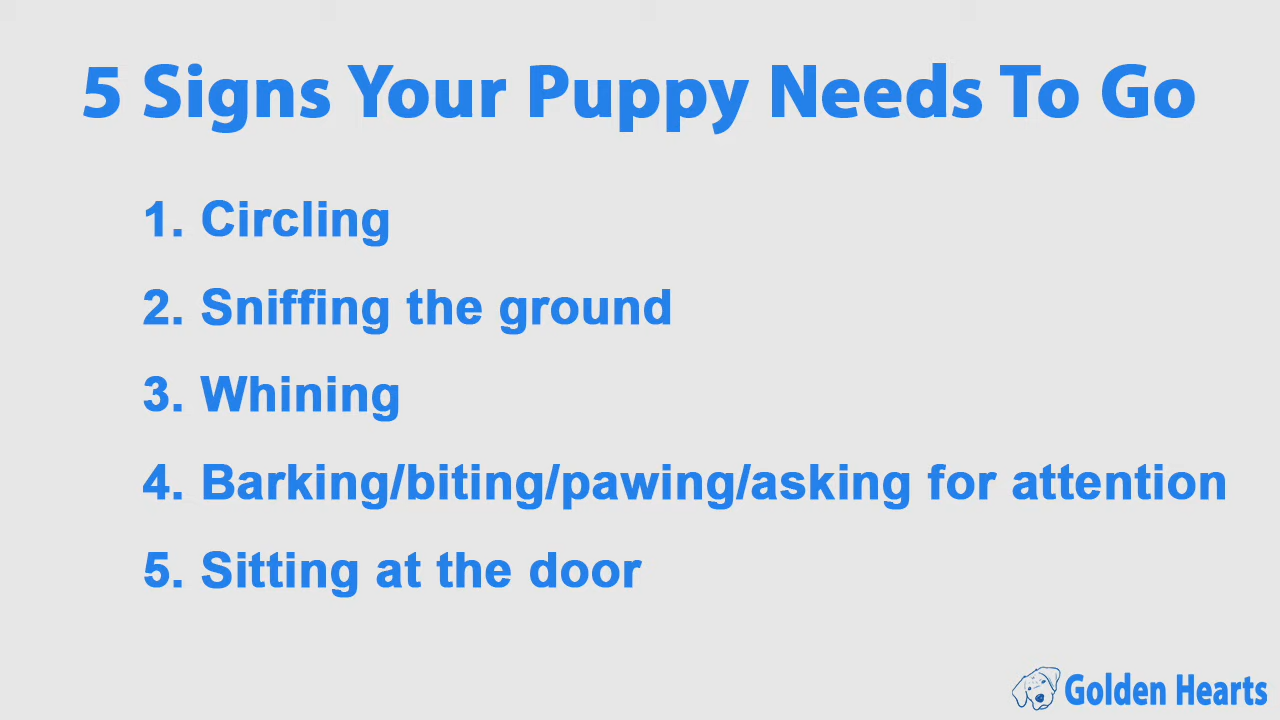 5 Signs Your Puppy Needs To Go
1. Circling
2. Sniffing the ground
3. Whining
4. Barking/biting/pawing/asking for attention
5. Sitting at the door
Golden Hearts